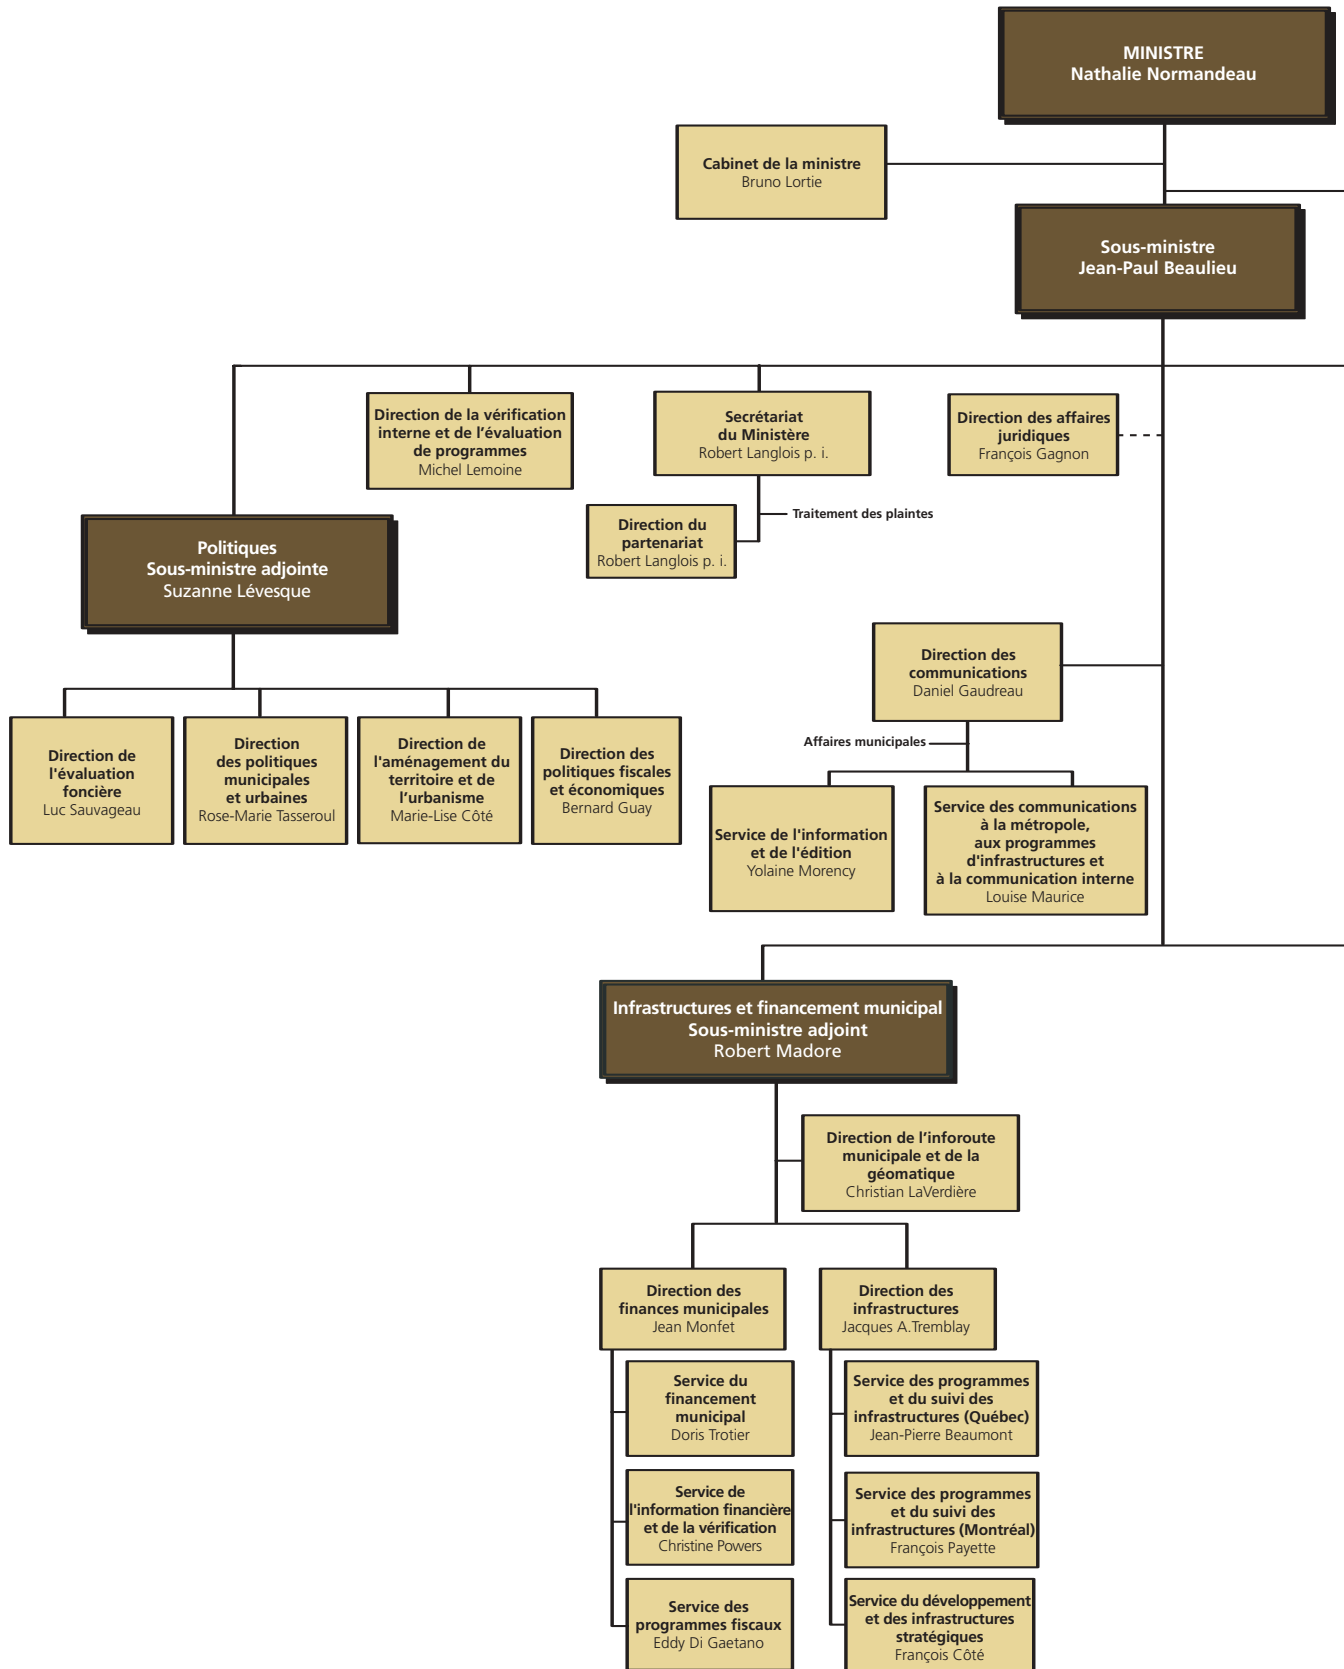 MINISTRE
Nathalie Normandeau
Cabinet de la ministre
Bruno Lortie
Sous-ministre
Jean-Paul Beaulieu
Direction de la vérification
interne et de l’évaluation
de programmes
Michel Lemoine
Secrétariat
du Ministère
Robert Langlois p. i.
Direction des affaires
juridiques
François Gagnon
Traitement des plaintes
Direction du
partenariat
Robert Langlois p. i.
Politiques
Sous-ministre adjointe
Suzanne Lévesque
Direction des
communications
Daniel Gaudreau
Affaires municipales
Direction de
l'évaluation
foncière
Luc Sauvageau
Direction
des politiques
municipales
et urbaines
Rose-Marie Tasseroul
Direction de
l'aménagement du
territoire et de
l’urbanisme
Marie-Lise Côté
Direction des
politiques fiscales
et économiques
Bernard Guay
Service de l'information
et de l'édition
Yolaine Morency
Service des communications
à la métropole,
aux programmes
d'infrastructures et
à la communication interne
Louise Maurice
Infrastructures et financement municipal
Sous-ministre adjoint
Robert Madore
Direction de l’inforoute
municipale et de la
géomatique
Christian LaVerdière
Direction des
finances municipales
Jean Monfet
Direction des
infrastructures
Jacques A.Tremblay
Service du
financement
municipal
Doris Trotier
Service des programmes
et du suivi des
infrastructures (Québec)
Jean-Pierre Beaumont
Service de
l'information financière
et de la vérification
Christine Powers
Service des programmes
et du suivi des
infrastructures (Montréal)
François Payette
Service des
programmes fiscaux
Eddy Di Gaetano
Service du développement
et des infrastructures
stratégiques
François Côté